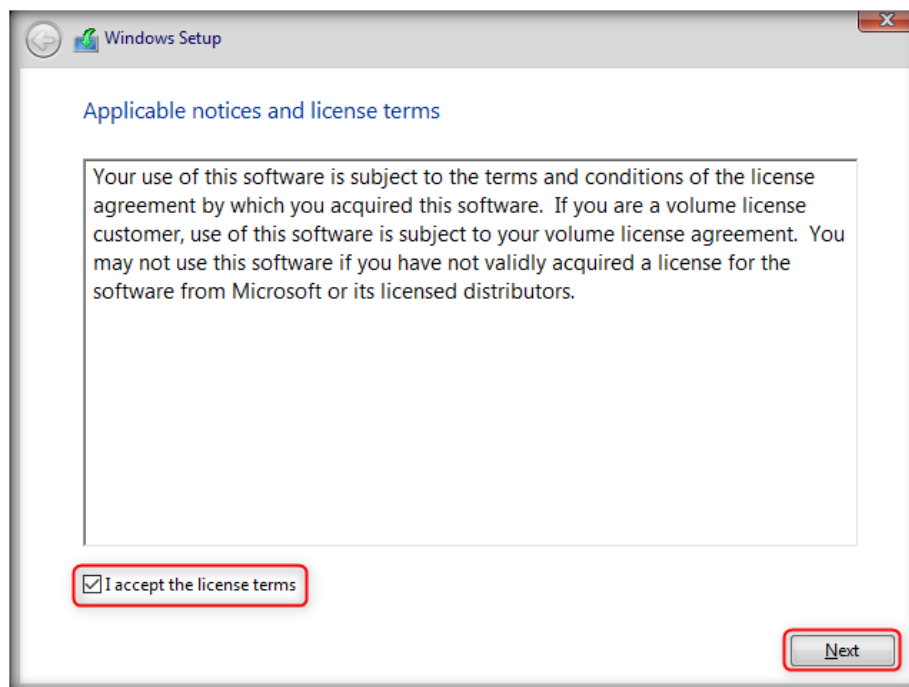 Windows Setup
Applicable notices and license terms
Your use of this software is subject to the terms and conditions of the license
agreement by which you acquired this software.  If you are a volume license
customer, use of this software is subject to your volume license agreement.  You
may not use this software if you have not validly acquired a license for the
software from Microsoft or its licensed distributors.
I accept the license terms
Next